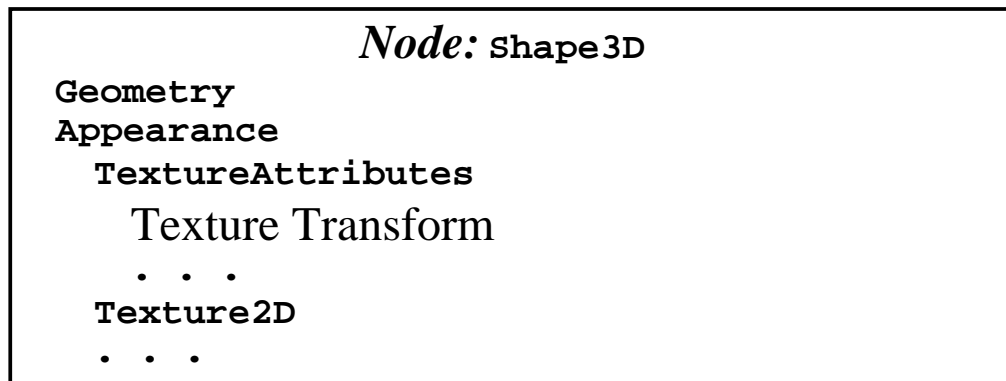 Node: Shape3D
Geometry
Appearance
TextureAttributes
Texture Transform
. . .
Texture2D
. . .